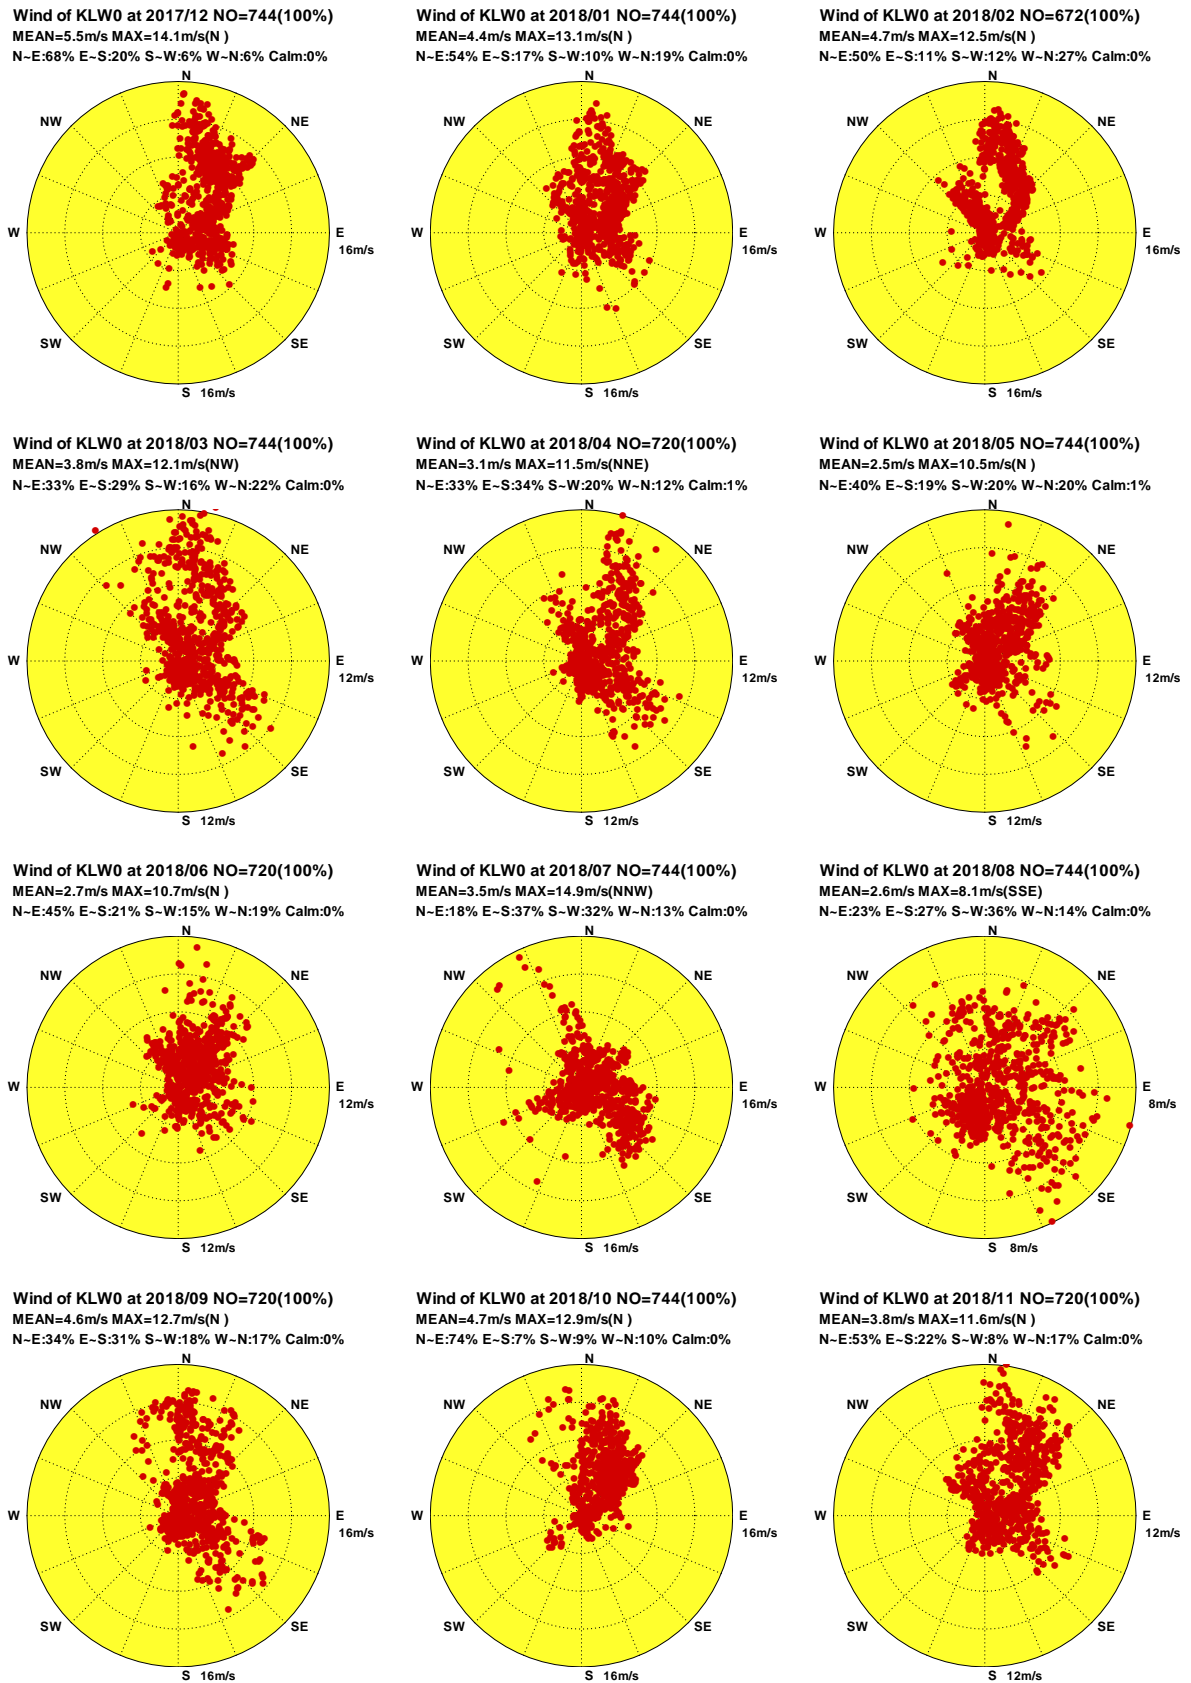 Wind of KLW0 at 2017/12 NO=744(100%)
MEAN=5.5m/s MAX=14.1m/s(N )
N~E:68% E~S:20% S~W:6% W~N:6% Calm:0%
N
NW
NE
W
E
16m/s
SW
SE
S 16m/s
Wind of KLW0 at 2018/01 NO=744(100%)
MEAN=4.4m/s MAX=13.1m/s(N )
N~E:54% E~S:17% S~W:10% W~N:19% Calm:0%
N
NW
NE
W
E
16m/s
SW
SE
S 16m/s
Wind of KLW0 at 2018/02 NO=672(100%)
MEAN=4.7m/s MAX=12.5m/s(N )
N~E:50% E~S:11% S~W:12% W~N:27% Calm:0%
N
NW
NE
W
E
16m/s
SW
SE
S 16m/s
Wind of KLW0 at 2018/03 NO=744(100%)
MEAN=3.8m/s MAX=12.1m/s(NW)
N~E:33% E~S:29% S~W:16% W~N:22% Calm:0%
N
NW
NE
W
E
12m/s
SW
SE
S 12m/s
Wind of KLW0 at 2018/04 NO=720(100%)
MEAN=3.1m/s MAX=11.5m/s(NNE)
N~E:33% E~S:34% S~W:20% W~N:12% Calm:1%
N
NW
NE
W
E
12m/s
SW
SE
S 12m/s
Wind of KLW0 at 2018/05 NO=744(100%)
MEAN=2.5m/s MAX=10.5m/s(N )
N~E:40% E~S:19% S~W:20% W~N:20% Calm:1%
N
NW
NE
W
E
12m/s
SW
SE
S 12m/s
Wind of KLW0 at 2018/06 NO=720(100%)
MEAN=2.7m/s MAX=10.7m/s(N )
N~E:45% E~S:21% S~W:15% W~N:19% Calm:0%
N
NW
NE
W
E
12m/s
SW
SE
S 12m/s
Wind of KLW0 at 2018/07 NO=744(100%)
MEAN=3.5m/s MAX=14.9m/s(NNW)
N~E:18% E~S:37% S~W:32% W~N:13% Calm:0%
N
NW
NE
W
E
16m/s
SW
SE
S 16m/s
Wind of KLW0 at 2018/08 NO=744(100%)
MEAN=2.6m/s MAX=8.1m/s(SSE)
N~E:23% E~S:27% S~W:36% W~N:14% Calm:0%
N
NW
NE
W
E
8m/s
SW
SE
S 8m/s
Wind of KLW0 at 2018/09 NO=720(100%)
MEAN=4.6m/s MAX=12.7m/s(N )
N~E:34% E~S:31% S~W:18% W~N:17% Calm:0%
N
NW
NE
W
E
16m/s
SW
SE
S 16m/s
Wind of KLW0 at 2018/10 NO=744(100%)
MEAN=4.7m/s MAX=12.9m/s(N )
N~E:74% E~S:7% S~W:9% W~N:10% Calm:0%
N
NW
NE
W
E
16m/s
SW
SE
S 16m/s
Wind of KLW0 at 2018/11 NO=720(100%)
MEAN=3.8m/s MAX=11.6m/s(N )
N~E:53% E~S:22% S~W:8% W~N:17% Calm:0%
N
NW
NE
W
E
12m/s
SW
SE
S 12m/s